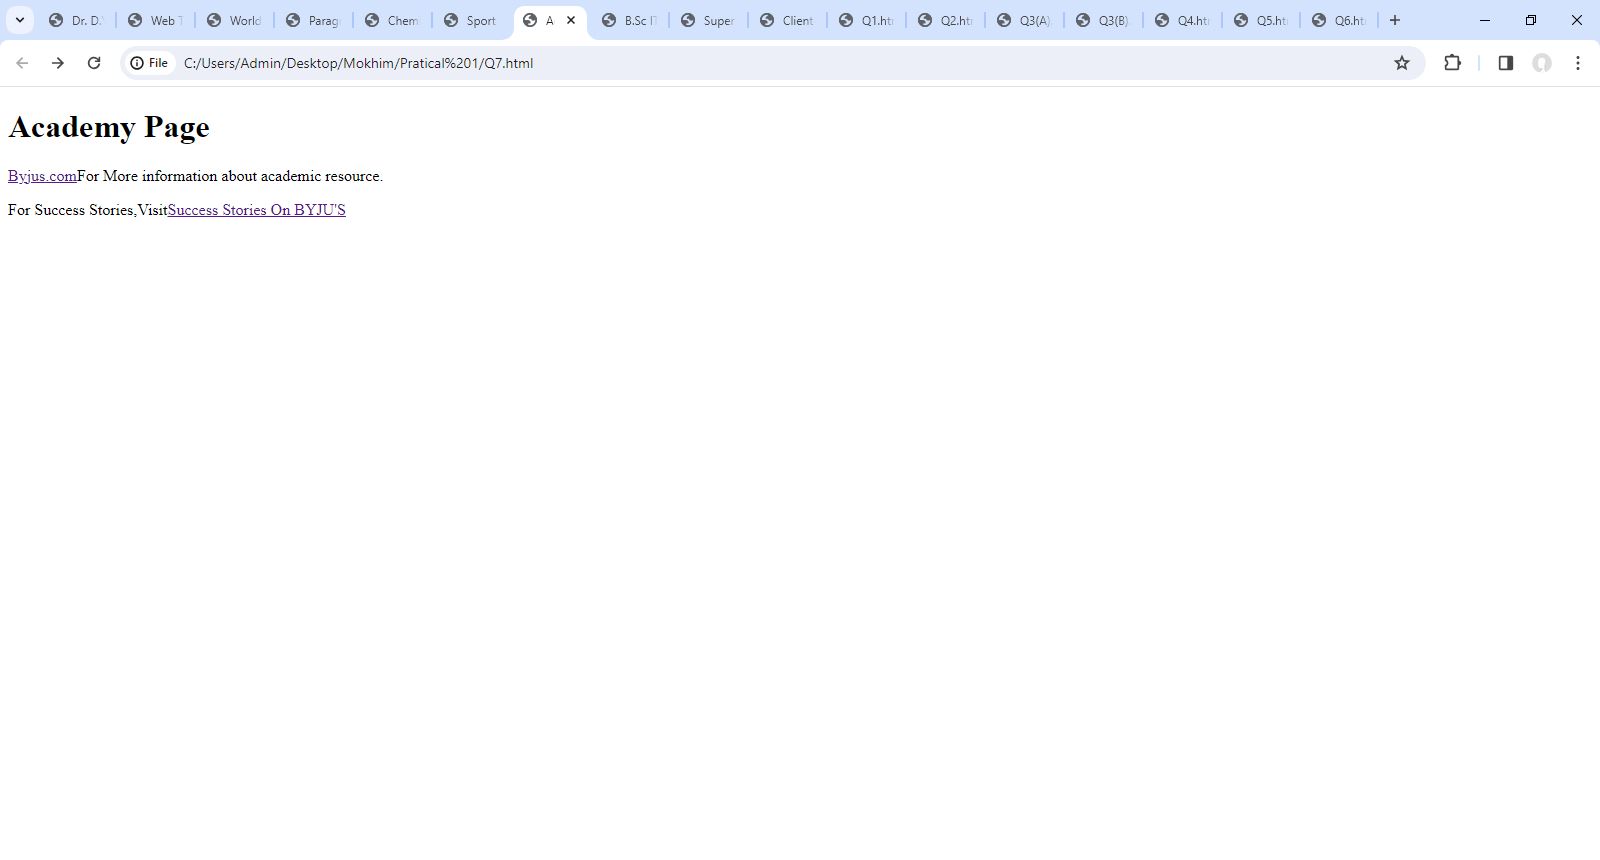 Dr. D.Y
Web T
World
Paragr
Chem
Sport
A
B.Sc IT
Super
Client
Q1.ht
Q2.ht
Q3(A)
Q3(B)
Q4.ht
Q5.ht
Q6.ht
File C:/Users/Admin/Desktop/Mokhim/Pratical%201/Q7.html
Academy Page
Byjus.comFor More information about academic resource.
For Success Stories,VisitSuccess Stories On BYJU'S